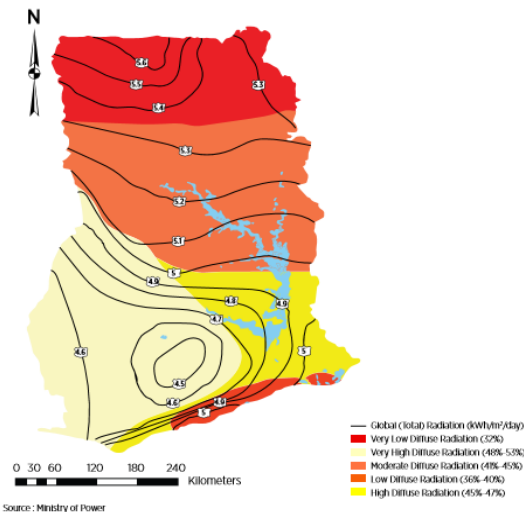 N
5.6
5.5
5.4
5.3
5.3
5.2
5.1
5
4.9
4.8
4.9
4.7
4.6
5
4.5
4.6
4.9
5
Global (Total) Radiation (kWh/m²/day)
Very Low Diffuse Radiation (32%)
Very High Diffuse Radiation (48%-53%)
Moderate Diffuse Radiation (41%-45%)
Low Diffuse Radiation (36%-40%)
High Diffuse Radiation (45%-47%)
0 30 60 120 180 240
Kilometers
Source : Ministry of Power